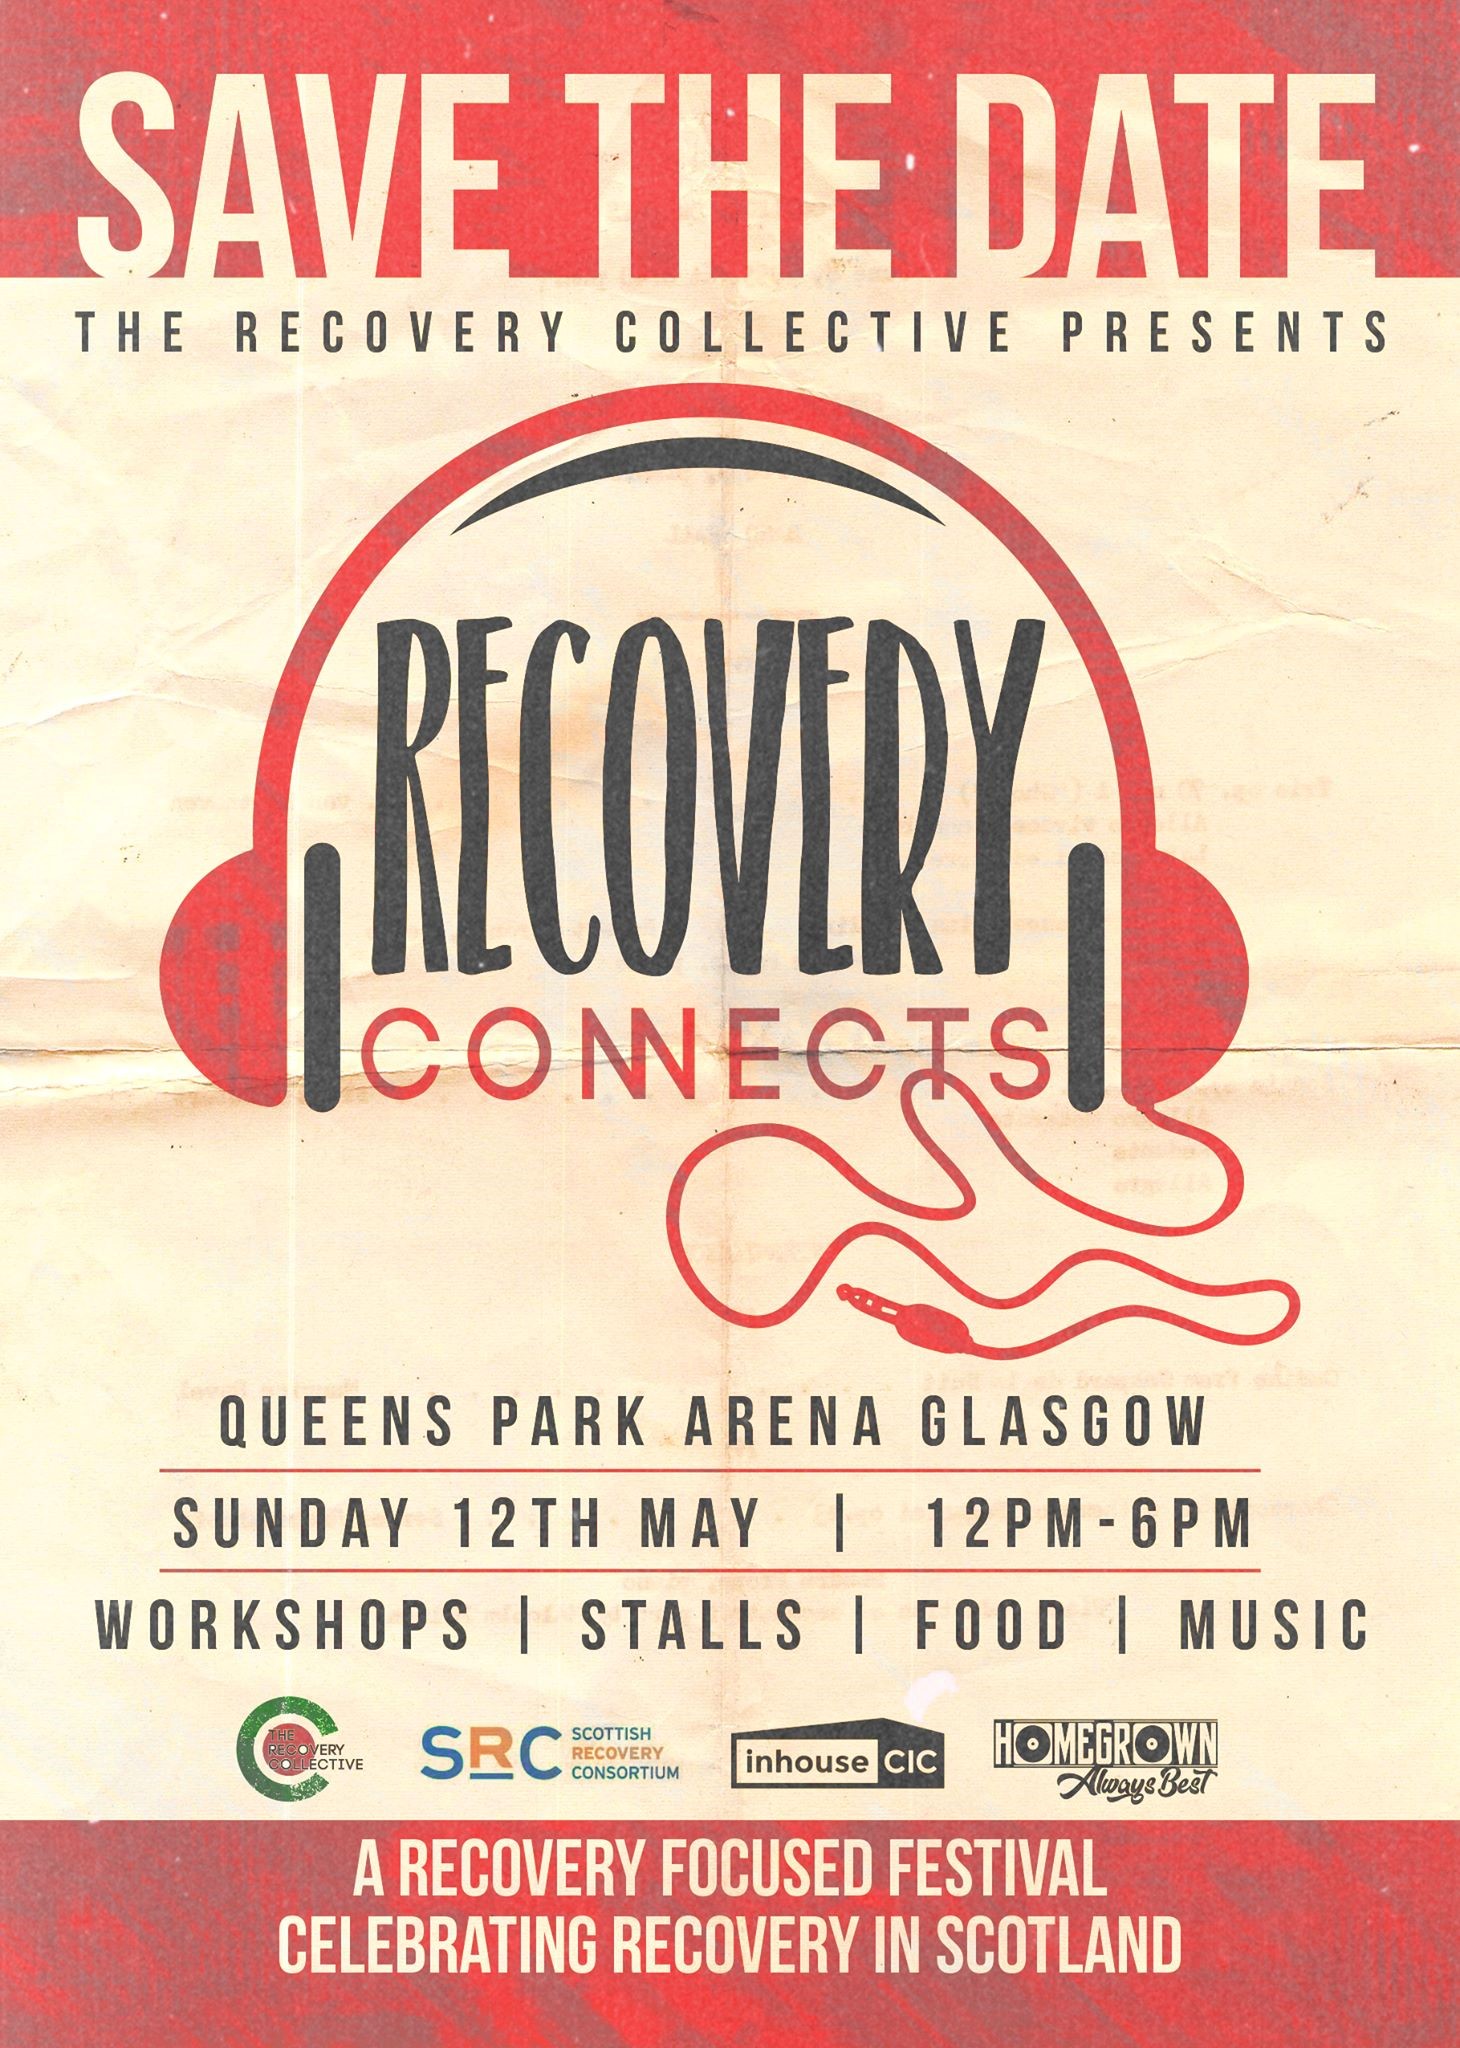 SAVE THE DATE
THE RECOVERY COLLECTIVE PRESENTS
RECOVERY
CONNECTS
QUEENS PARK ARENA GLASGOW
SUNDAY 12TH MAY | 12PM-6PM
WORKSHOPS | STALLS | FOOD | MUSIC
THE
RECOVERY
COLLECTIVE
SRC
SCOTTISH
RECOVERY
CONSORTIUM
inhouse CIC
HOMEGROWN
Always Best
A RECOVERY FOCUSED FESTIVAL
CELEBRATING RECOVERY IN SCOTLAND